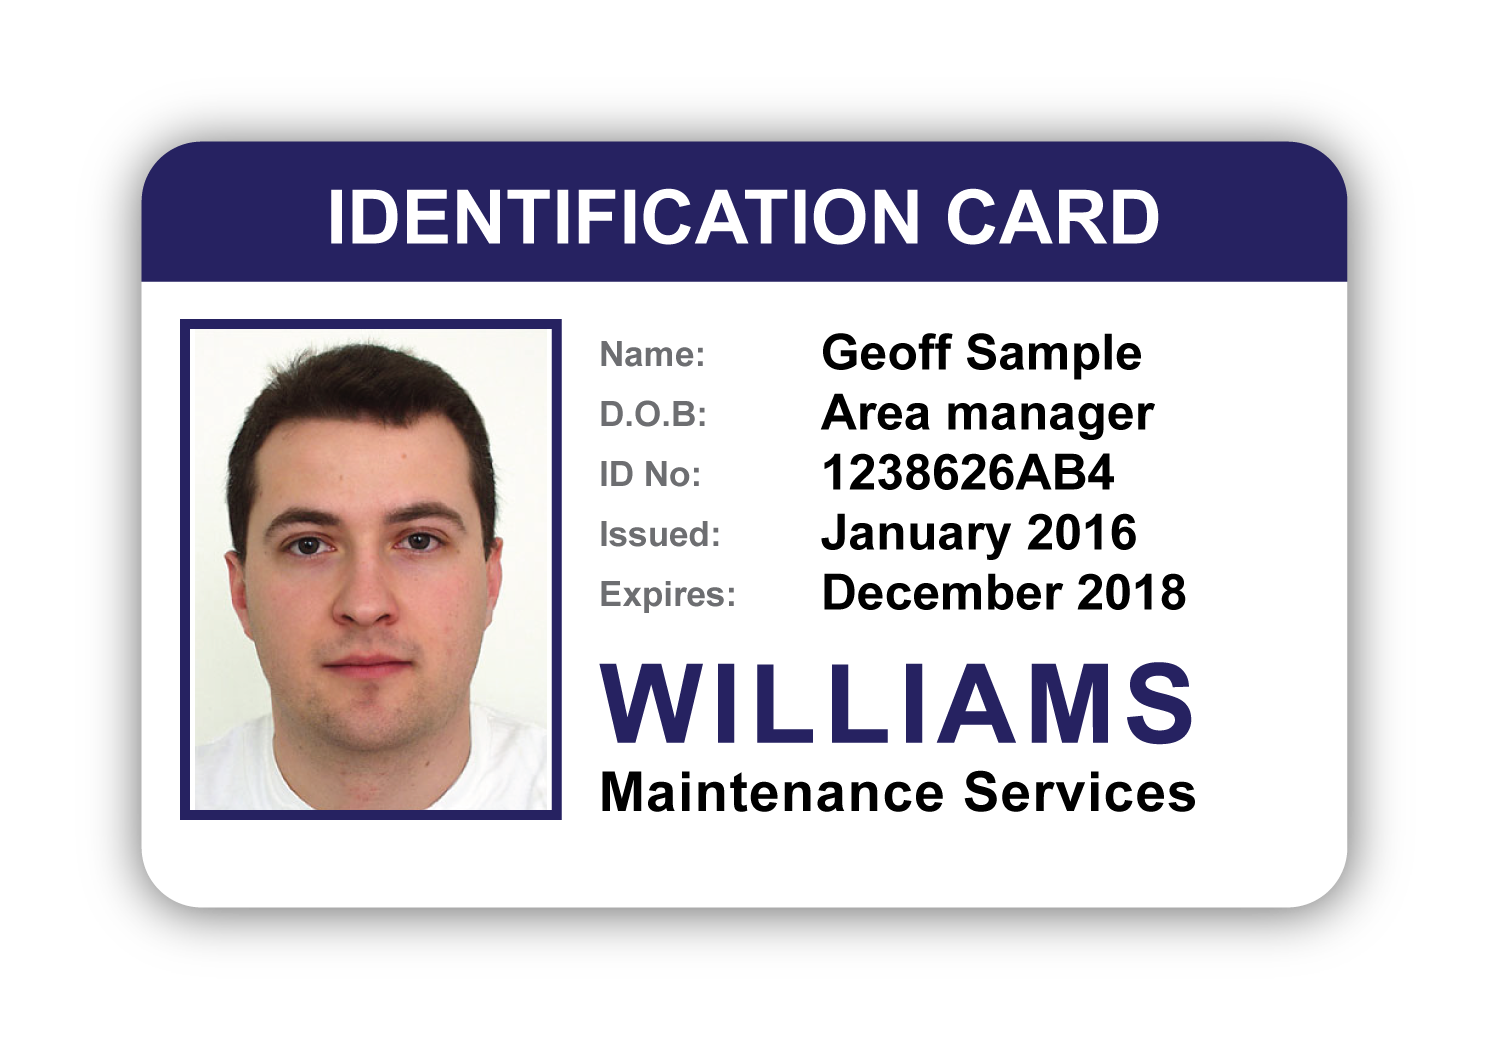 IDENTIFICATION CARD
Name: Geoff Sample
D.O.B: Area manager
ID No: 1238626AB4
Issued: January 2016
Expires: December 2018
WILLIAMS
Maintenance Services